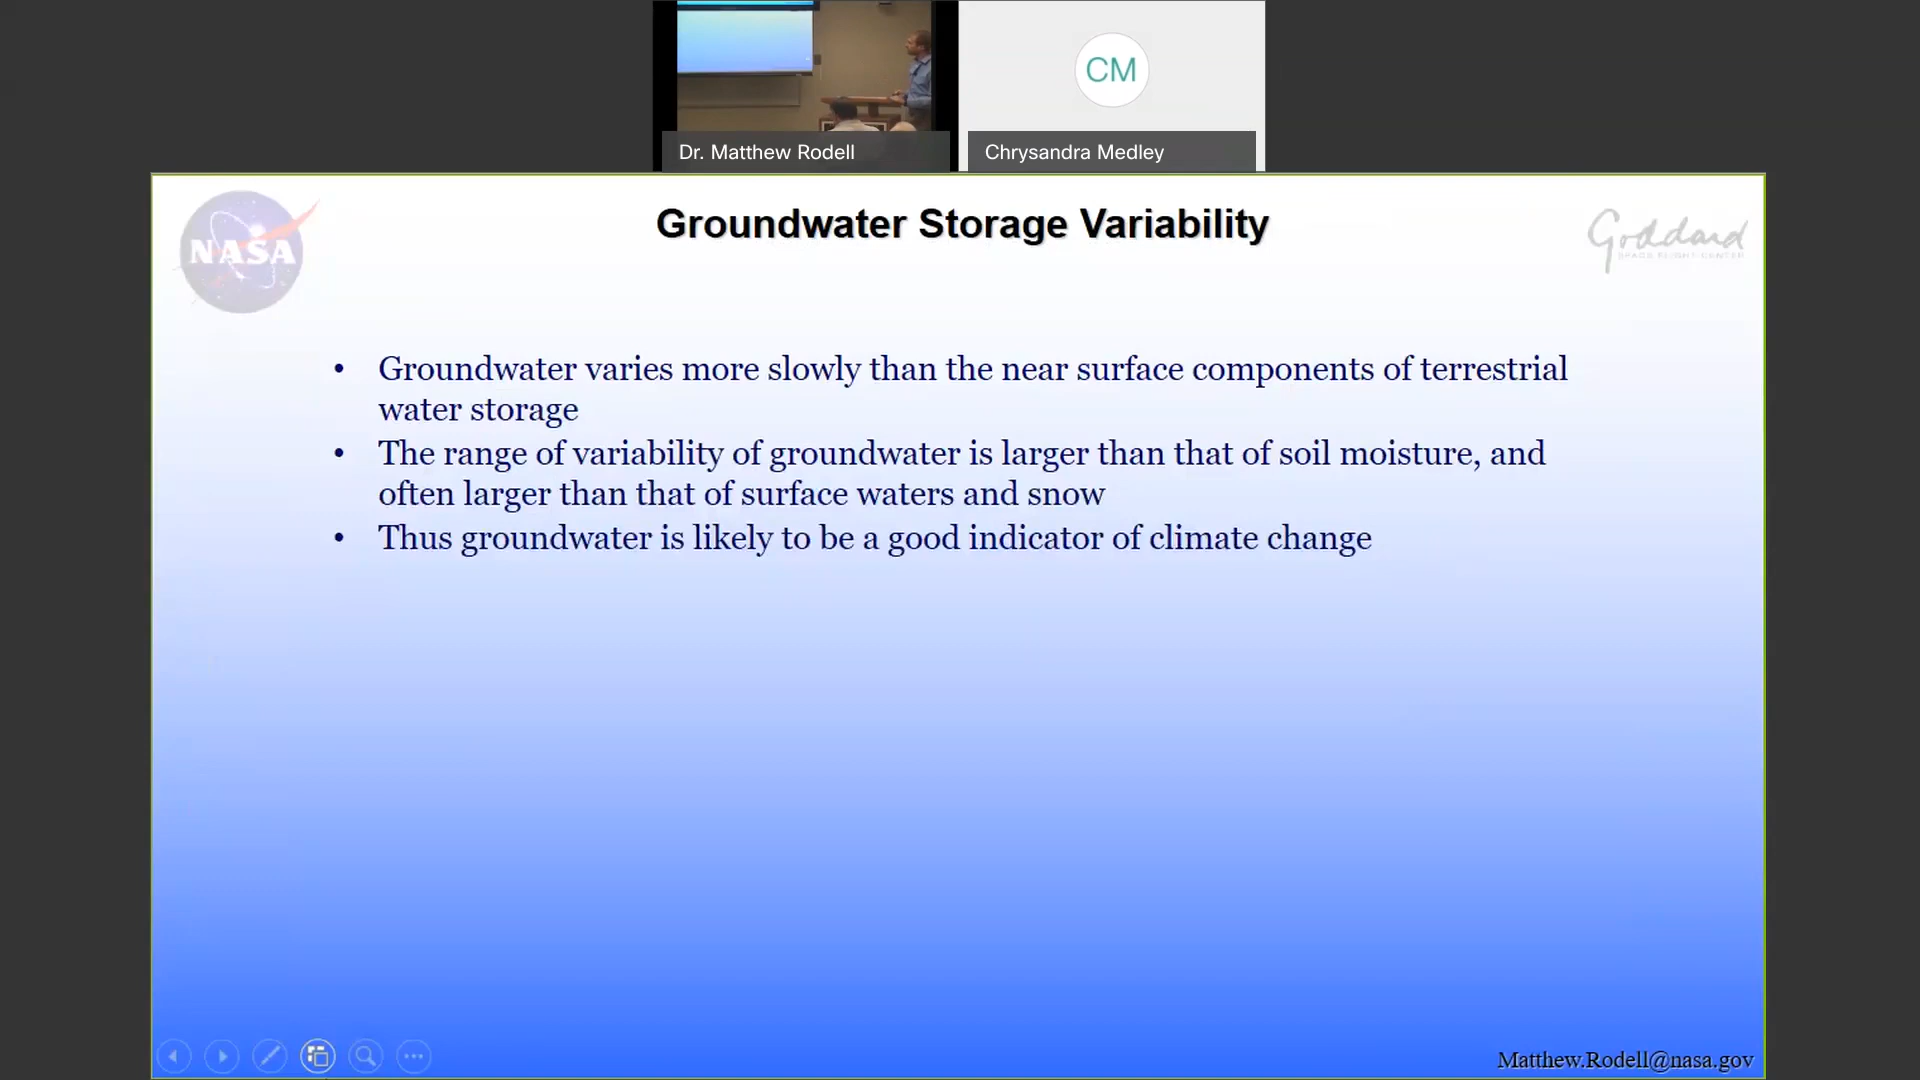 Dr. Matthew Rodell
CM
Chrysandra Medley
NASA
Groundwater Storage Variability
Goddard
SPACE FLIGHT CENTER
• Groundwater varies more slowly than the near surface components of terrestrial
water storage
• The range of variability of groundwater is larger than that of soil moisture, and
often larger than that of surface waters and snow
• Thus groundwater is likely to be a good indicator of climate change
Matthew.Rodell@nasa.gov